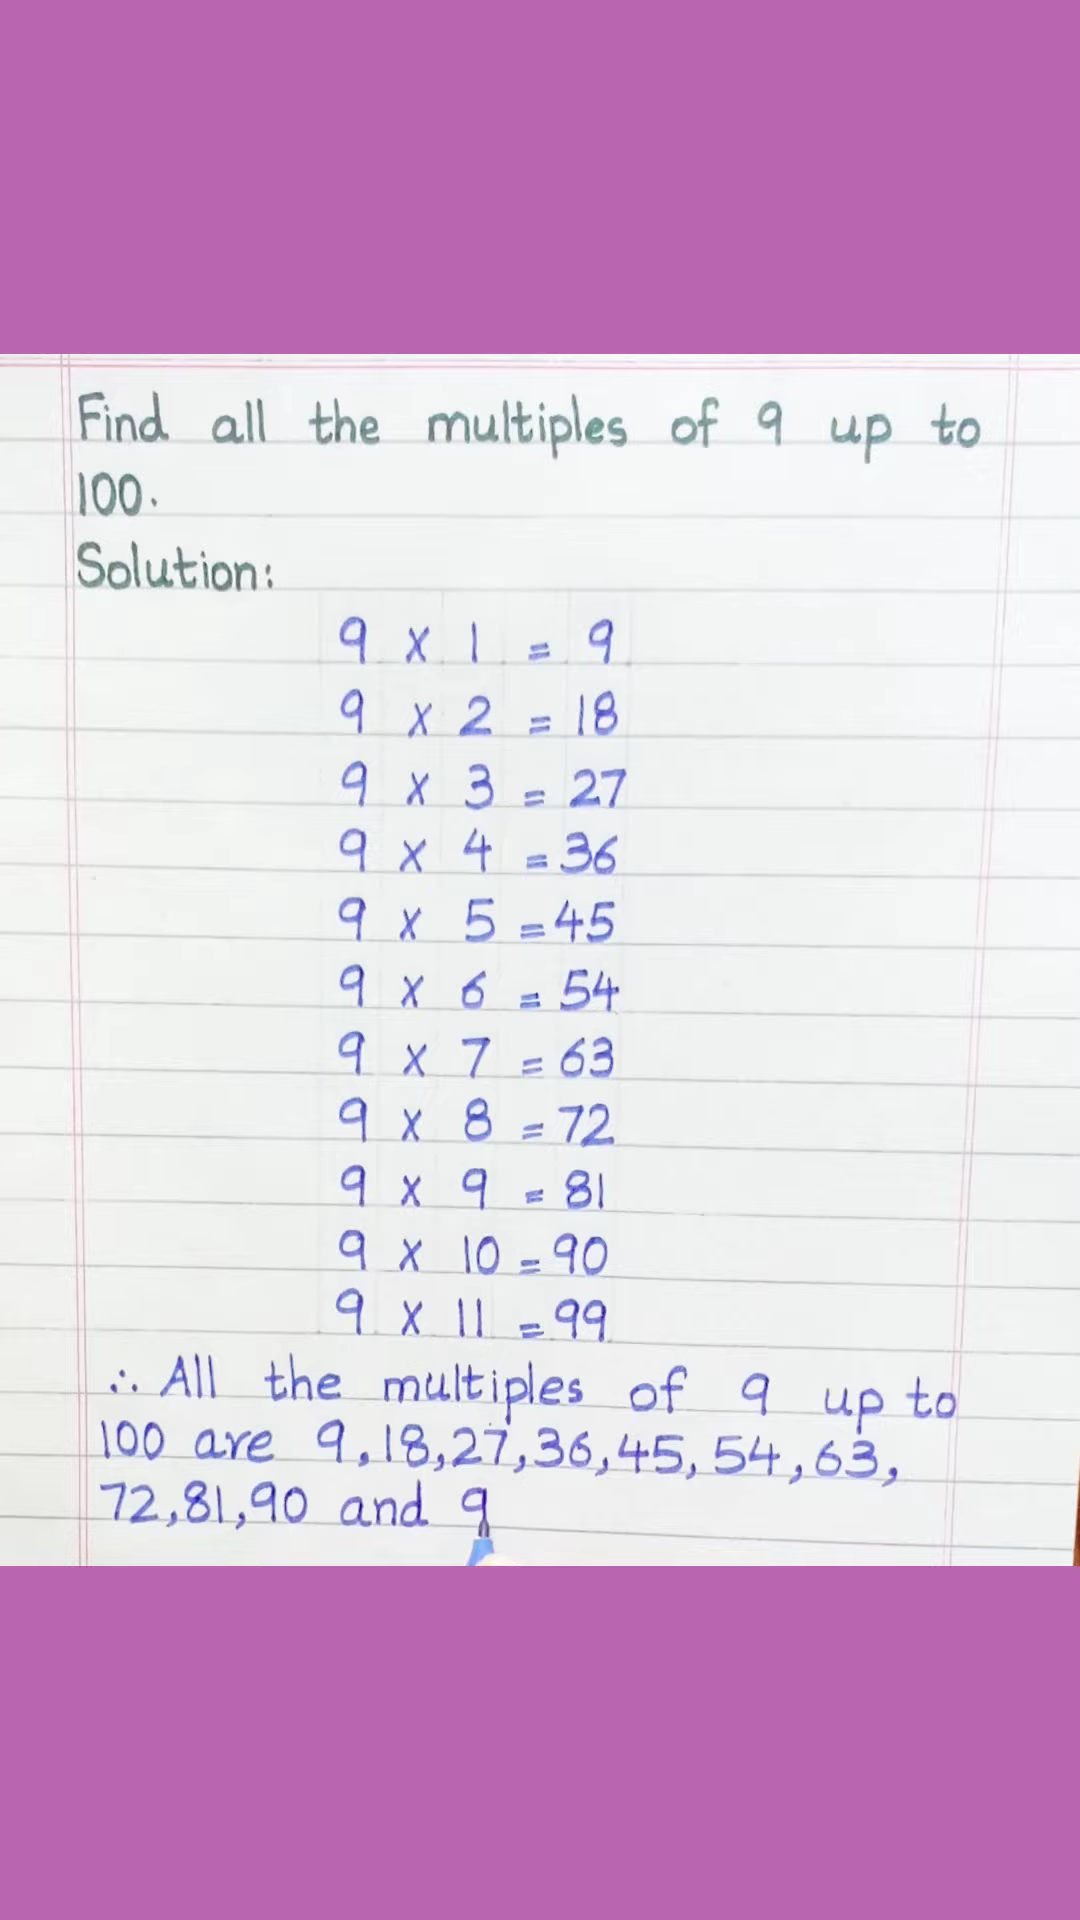 Find all the multiples of 9 up to
100.
Solution:
9 x 1 = 9
9 x 2 = 18
9 x 3 = 27
9 x 4 = 36
9 x 5 = 45
9 x 6 = 54
9 x 7 = 63
9 x 8 = 72
9 x 9 = 81
9 x 10 = 90
9 x 11 = 99
∴ All the multiples of 9 up to
100 are 9,18,27,36,45,54,63,
72,81,90 and 9